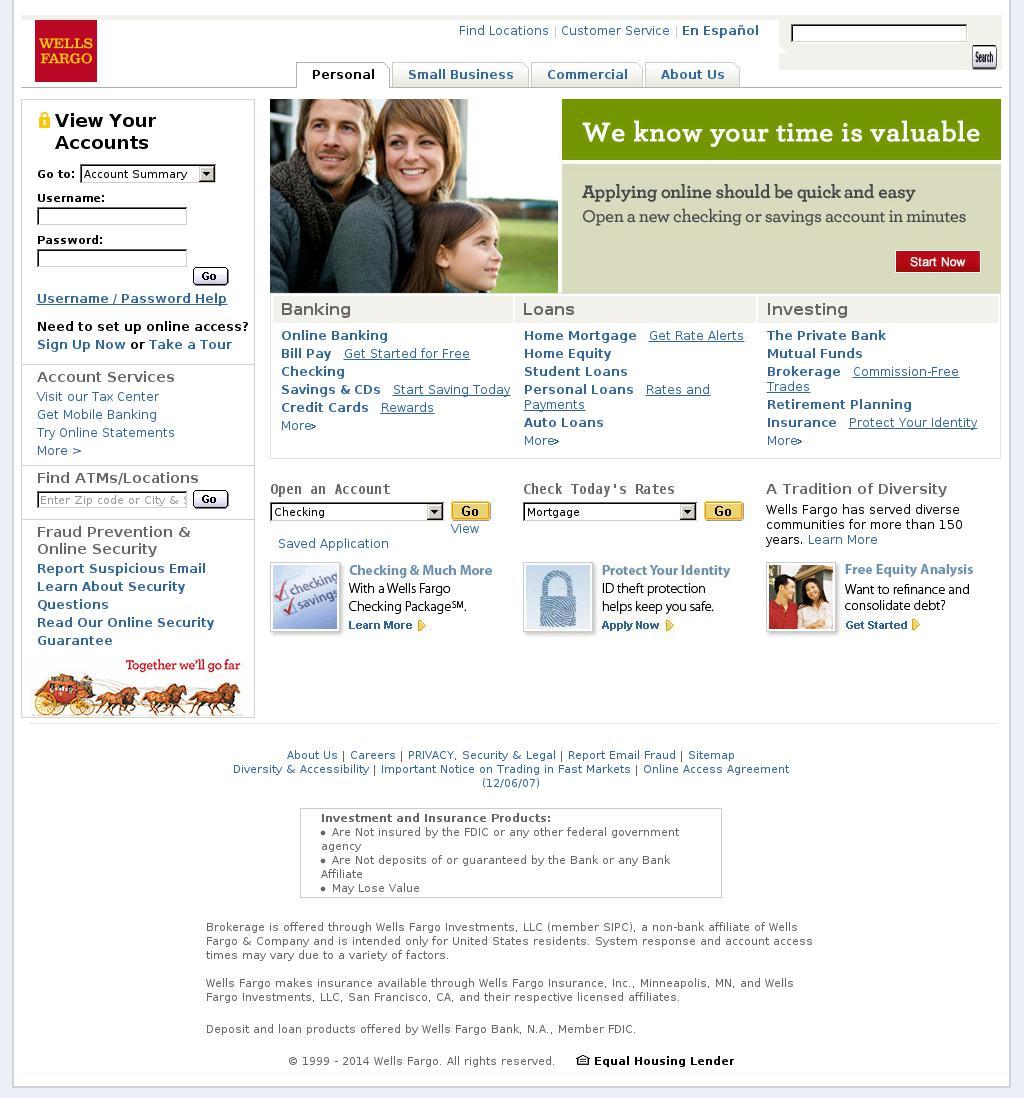 WELLS
FARGO
Find Locations | Customer Service | En Español
Search
Personal
Small Business
Commercial
About Us
View Your
Accounts
Go to: Account Summary
Username:
Password:
Go
Username / Password Help
Need to set up online access?
Sign Up Now or Take a Tour
Account Services
Visit our Tax Center
Get Mobile Banking
Try Online Statements
More >
Find ATMs/Locations
Enter Zip code or City & S Go
Fraud Prevention &
Online Security
Report Suspicious Email
Learn About Security
Questions
Read Our Online Security
Guarantee
Together we'll go far
We know your time is valuable
Applying online should be quick and easy
Open a new checking or savings account in minutes
Start Now
Banking
Online Banking
Bill Pay Get Started for Free
Checking
Savings & CDs Start Saving Today
Credit Cards Rewards
More
Loans
Home Mortgage Get Rate Alerts
Home Equity
Student Loans
Personal Loans Rates and
Payments
Auto Loans
More
Investing
The Private Bank
Mutual Funds
Brokerage Commission-Free
Trades
Retirement Planning
Insurance Protect Your Identity
More
Open an Account
Checking Go
View
Saved Application
Check Today's Rates
Mortgage Go
A Tradition of Diversity
Wells Fargo has served diverse
communities for more than 150
years. Learn More
checking
savings
Checking & Much More
With a Wells Fargo
Checking Package℠.
Learn More
Protect Your Identity
ID theft protection
helps keep you safe.
Apply Now
Free Equity Analysis
Want to refinance and
consolidate debt?
Get Started
About Us | Careers | PRIVACY, Security & Legal | Report Email Fraud | Sitemap
Diversity & Accessibility | Important Notice on Trading in Fast Markets | Online Access Agreement
(12/06/07)
Investment and Insurance Products:
• Are Not insured by the FDIC or any other federal government
agency
• Are Not deposits of or guaranteed by the Bank or any Bank
Affiliate
• May Lose Value
Brokerage is offered through Wells Fargo Investments, LLC (member SIPC), a non-bank affiliate of Wells
Fargo & Company and is intended only for United States residents. System response and account access
times may vary due to a variety of factors.
Wells Fargo makes insurance available through Wells Fargo Insurance, Inc., Minneapolis, MN, and Wells
Fargo Investments, LLC, San Francisco, CA, and their respective licensed affiliates.
Deposit and loan products offered by Wells Fargo Bank, N.A., Member FDIC.
© 1999 - 2014 Wells Fargo. All rights reserved. Equal Housing Lender